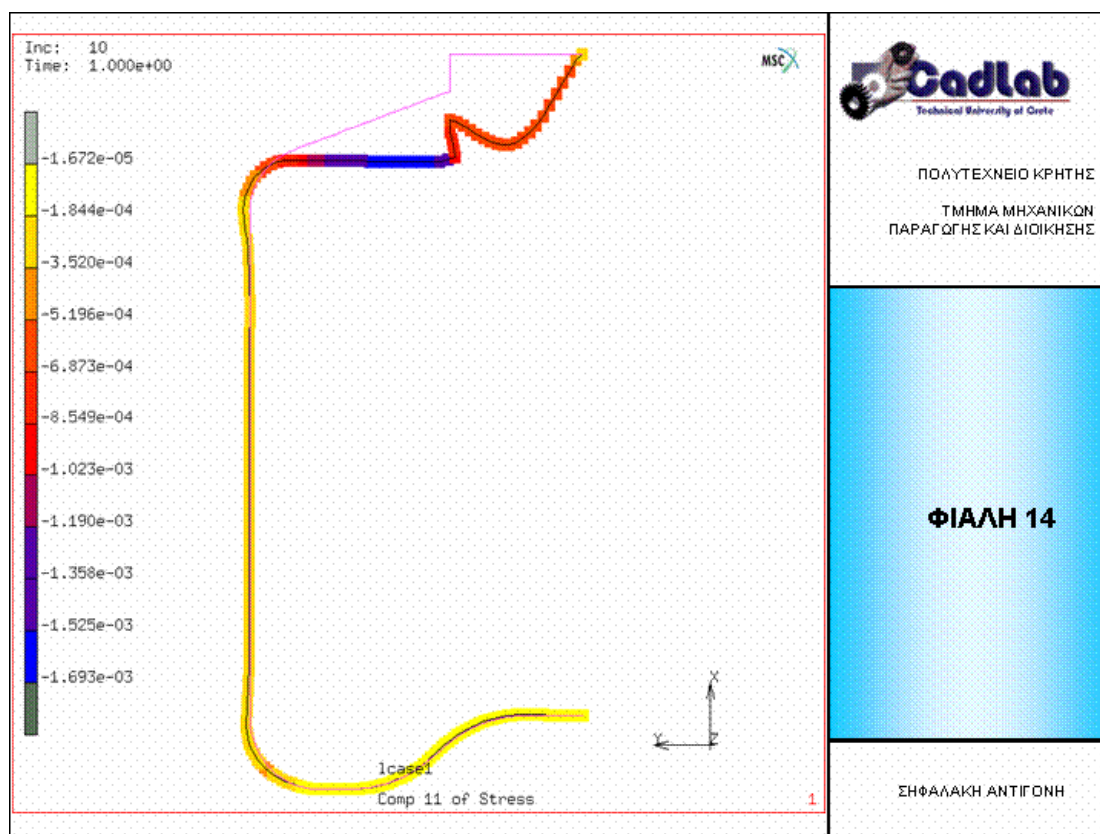 Inc: 10
Time: 1.000e+00
MSC
-1.672e-05
-1.844e-04
-3.520e-04
-5.196e-04
-6.873e-04
-8.549e-04
-1.023e-03
-1.190e-03
-1.358e-03
-1.525e-03
-1.693e-03
X
Y
Z
lcase1
Comp 11 of Stress
1
CadLab
Technical University of Crete
ΠΟΛΥΤΕΧΝΕΙΟ ΚΡΗΤΗΣ
ΤΜΗΜΑ ΜΗΧΑΝΙΚΩΝ
ΠΑΡΑΓΩΓΗΣ ΚΑΙ ΔΙΟΙΚΗΣΗΣ
ΦΙΑΛΗ 14
ΣΗΦΑΛΑΚΗ ΑΝΤΙΓΟΝΗ